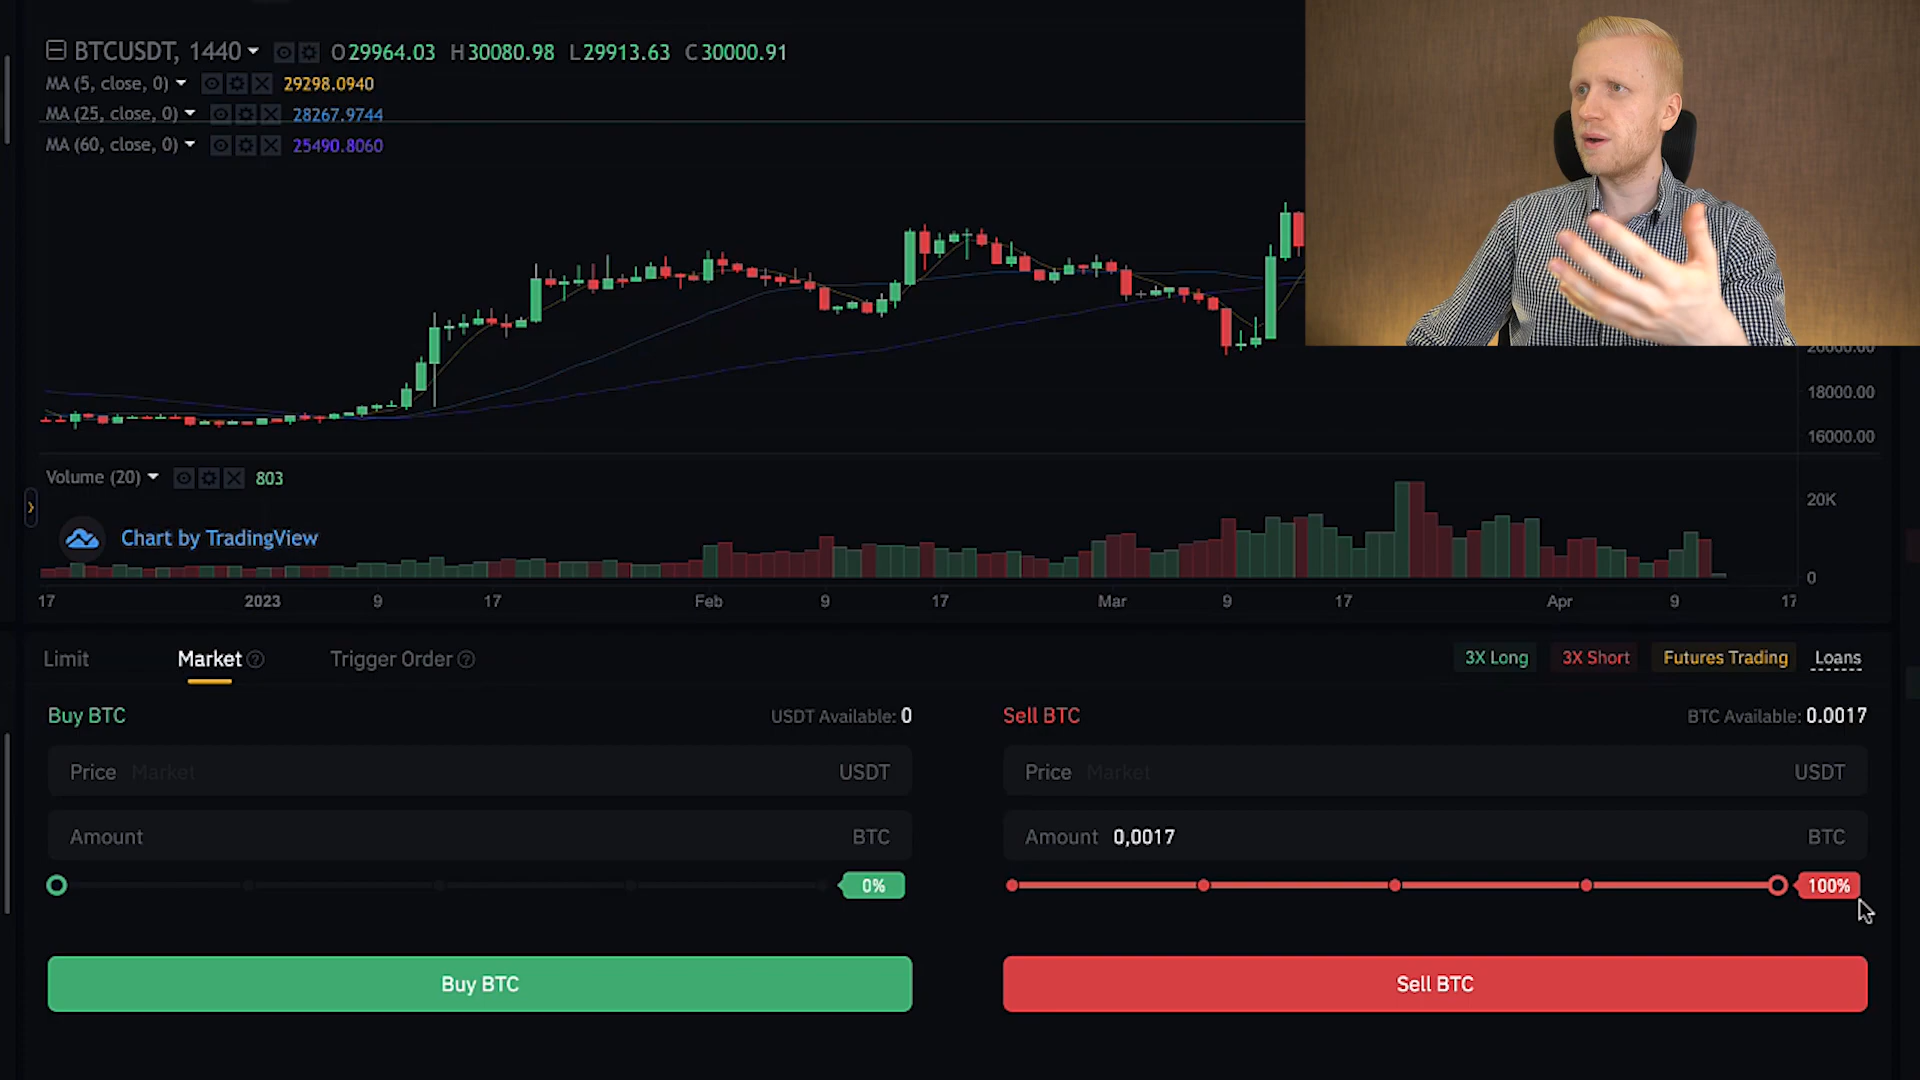 BTCUSDT, 1440 O29964.03 H30080.98 L29913.63 C30000.91
MA (5, close, 0) 29298.0940
MA (25, close, 0) 28267.9744
MA (60, close, 0) 25490.8060
20000.00
18000.00
16000.00
Volume (20) 803
20K
Chart by TradingView
0
17 2023 9 17 Feb 9 17 Mar 9 17 Apr 9 17
Limit Market Trigger Order 3X Long 3X Short Futures Trading Loans
Buy BTC USDT Available: 0
Sell BTC BTC Available: 0.0017
Price Market USDT
Price Market USDT
Amount BTC
Amount 0,0017 BTC
0%
100%
Buy BTC
Sell BTC